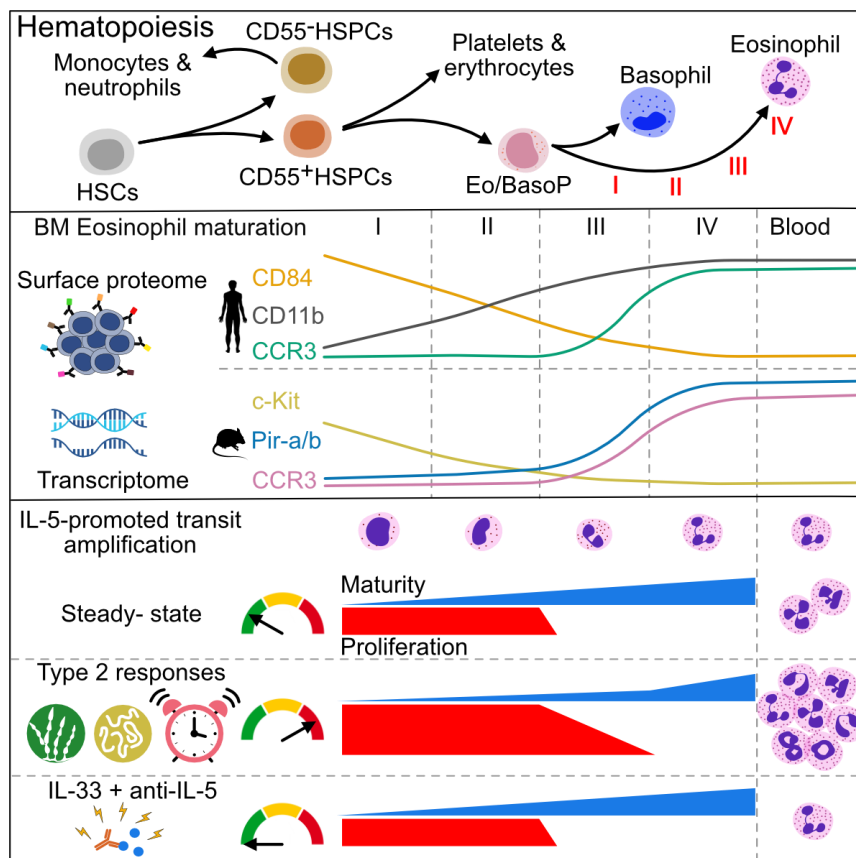 Hematopoiesis
CD55⁻HSPCs
Monocytes &
neutrophils
HSCs
CD55⁺HSPCs
Platelets &
erythrocytes
Eo/BasoP
Basophil
Eosinophil
I
II
III
IV
BM Eosinophil maturation
I
II
III
IV
Blood
Surface proteome
CD84
CD11b
CCR3
c-Kit
Pir-a/b
CCR3
Transcriptome
IL-5-promoted transit
amplification
Steady- state
Maturity
Proliferation
Type 2 responses
IL-33 + anti-IL-5